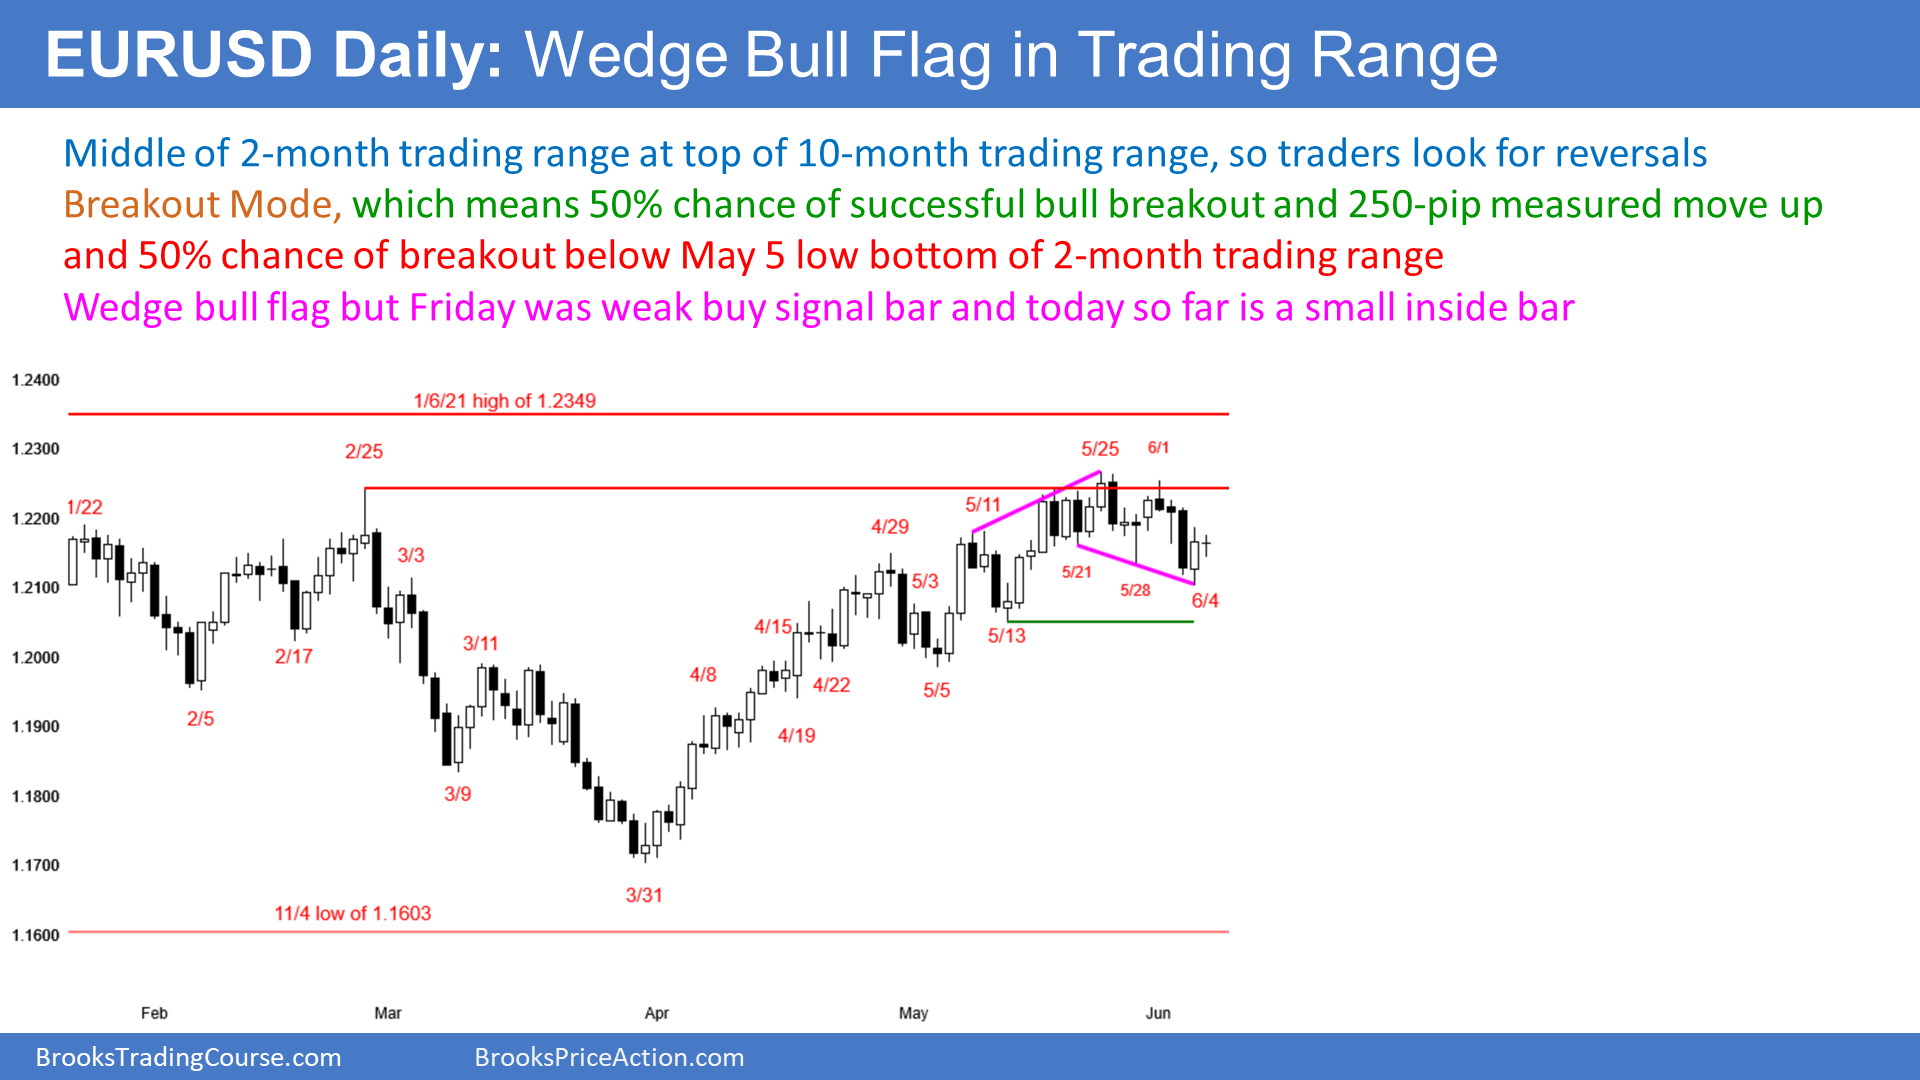 EURUSD Daily: Wedge Bull Flag in Trading Range
Middle of 2-month trading range at top of 10-month trading range, so traders look for reversals
Breakout Mode, which means 50% chance of successful bull breakout and 250-pip measured move up
and 50% chance of breakout below May 5 low bottom of 2-month trading range
Wedge bull flag but Friday was weak buy signal bar and today so far is a small inside bar
1.2400
1/6/21 high of 1.2349
1.2300
2/25
5/25
6/1
1/22
5/11
1.2200
4/29
3/3
5/3
5/21
1.2100
5/28
6/4
4/15
5/13
3/11
2/17
1.2000
4/8
4/22
5/5
2/5
1.1900
4/19
3/9
1.1800
1.1700
3/31
11/4 low of 1.1603
1.1600
Feb
Mar
Apr
May
Jun
BrooksTradingCourse.com
BrooksPriceAction.com